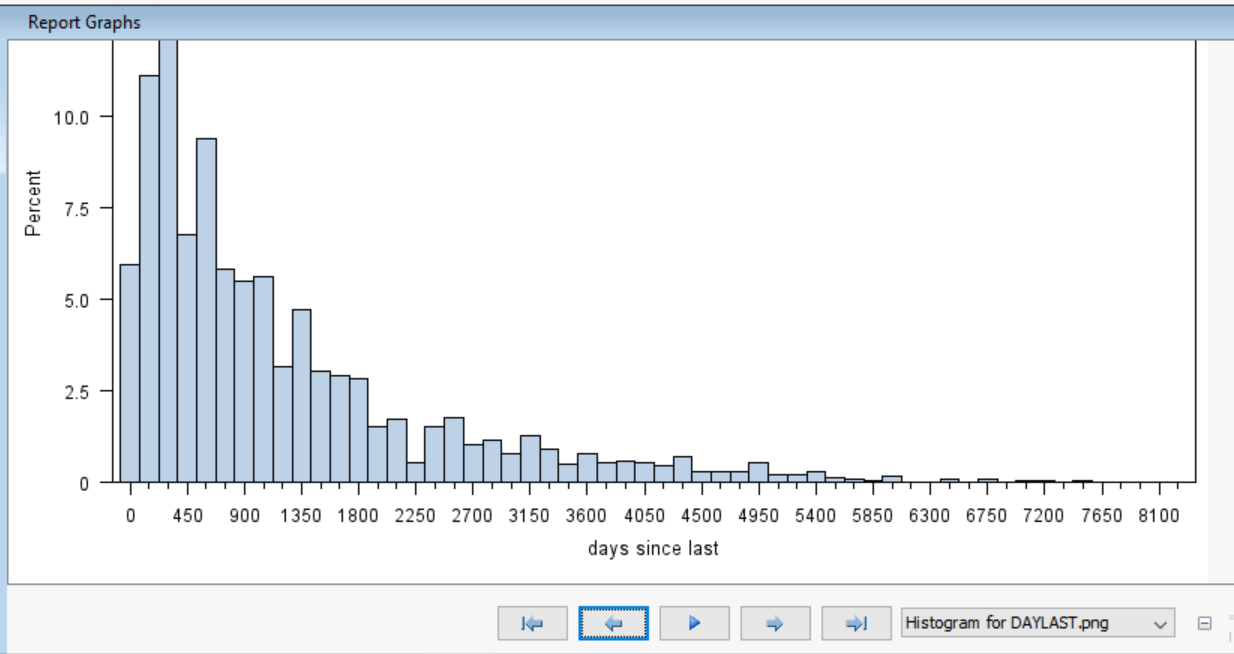 Report Graphs
10.0
7.5
5.0
2.5
0
Percent
0 450 900 1350 1800 2250 2700 3150 3600 4050 4500 4950 5400 5850 6300 6750 7200 7650 8100
days since last
Histogram for DAYLAST.png